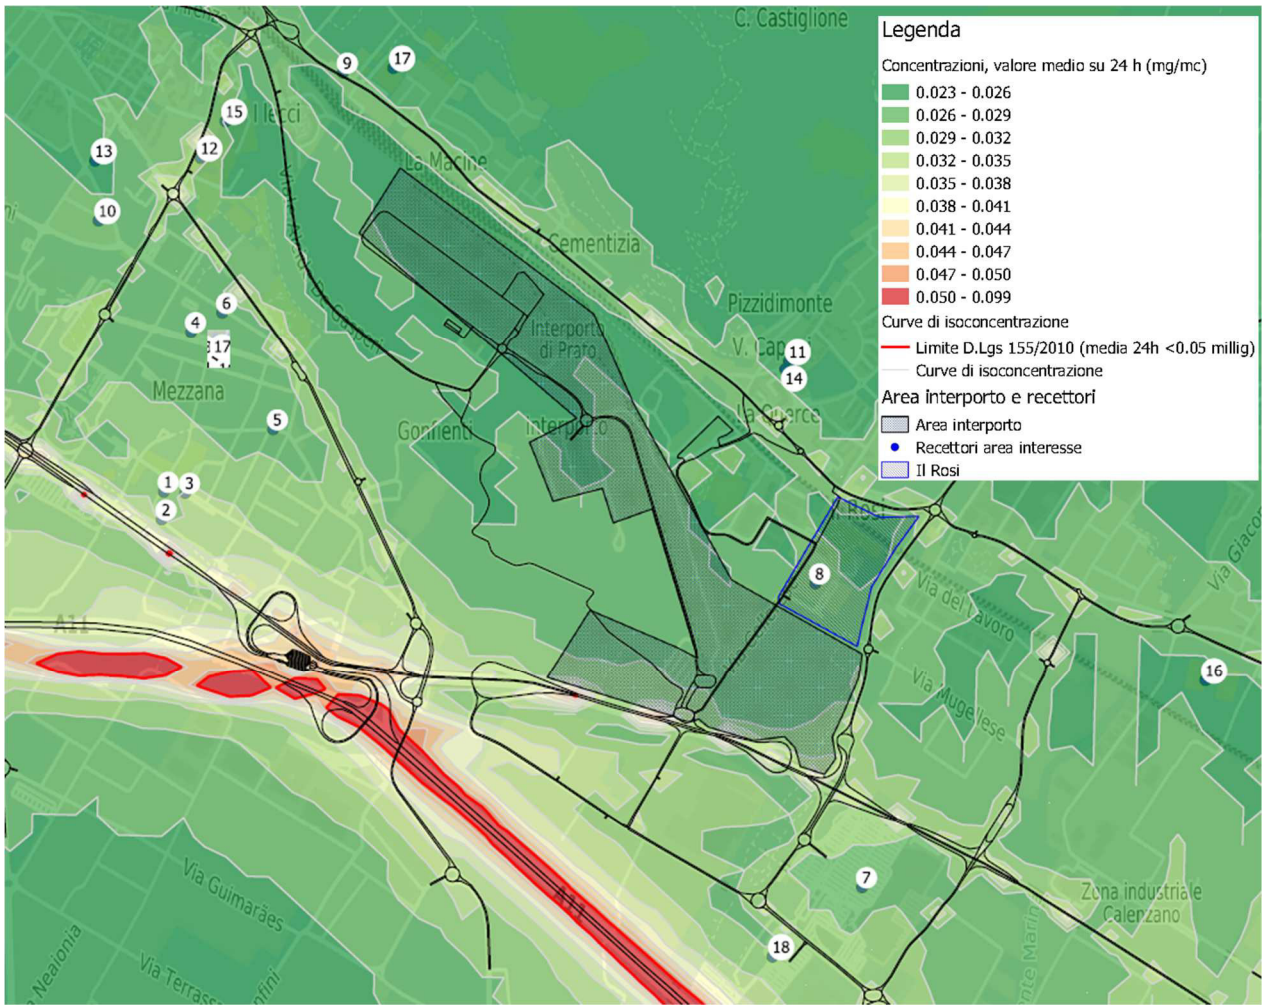 C. Castiglione
Legenda
Concentrazioni, valore medio su 24 h (mg/mc)
0.023 - 0.026
0.026 - 0.029
0.029 - 0.032
0.032 - 0.035
0.035 - 0.038
0.038 - 0.041
0.041 - 0.044
0.044 - 0.047
0.047 - 0.050
0.050 - 0.099
Curve di isoconcentrazione
Limite D.Lgs 155/2010 (media 24h <0.05 millig)
Curve di isoconcentrazione
Area interporto e recettori
Area interporto
Recettori area interesse
Il Rosi
9
17
15
I lecci
12
13
La Macine
10
Cementizia
Pizzidimonte
6
4
17
Interporto
di Prato
V. Cap
11
14
Mezzana
5
Gonfienti
interporto
La Querce
1
3
2
Il Rosi
8
Via del Lavoro
Via Giaco
A11
Via Mugellese
16
7
Zona industriale
Calenzano
18
A11
Via Guimarães
Via Terrass